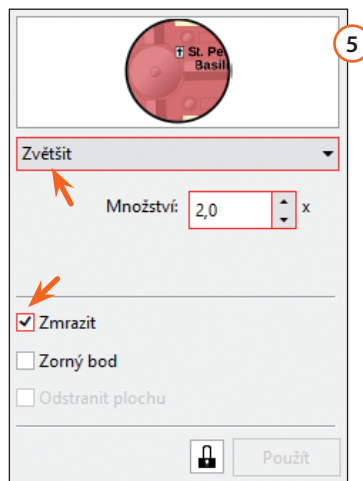 5
St. Pe
Basil
Zvětšit
Množství: 2,0 x
Zmrazit
Zorný bod
Odstranit plochu
Použít